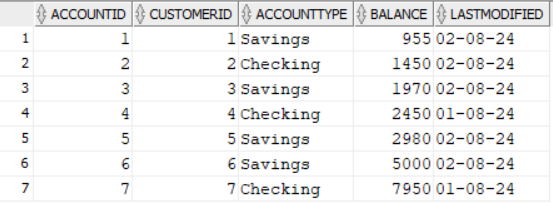 ACCOUNTID CUSTOMERID ACCOUNTTYPE BALANCE LASTMODIFIED
1 1 1 Savings 955 02-08-24
2 2 2 Checking 1450 02-08-24
3 3 3 Savings 1970 02-08-24
4 4 4 Checking 2450 01-08-24
5 5 5 Savings 2980 02-08-24
6 6 6 Savings 5000 02-08-24
7 7 7 Checking 7950 01-08-24